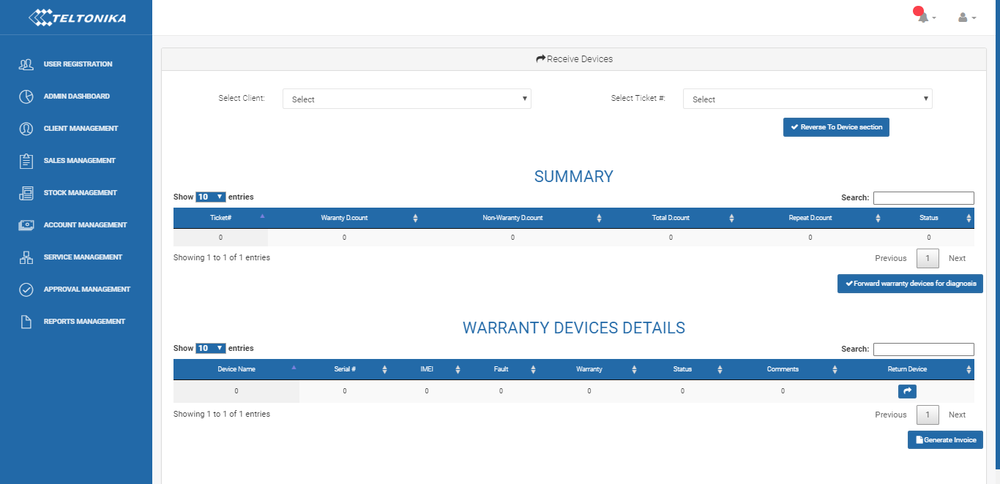 TELTONIKA
USER REGISTRATION
ADMIN DASHBOARD
CLIENT MANAGEMENT
SALES MANAGEMENT
STOCK MANAGEMENT
ACCOUNT MANAGEMENT
SERVICE MANAGEMENT
APPROVAL MANAGEMENT
REPORTS MANAGEMENT
Receive Devices
Select Client: Select Select Ticket #: Select
Reverse To Device section
SUMMARY
Show 10 entries Search:
Ticket# Waranty D.count Non-Waranty D.count Total D.count Repeat D.count Status
0 0 0 0 0 0
Showing 1 to 1 of 1 entries Previous 1 Next
Forward warranty devices for diagnosis
WARRANTY DEVICES DETAILS
Show 10 entries Search:
Device Name Serial # IMEI Fault Warranty Status Comments Return Device
0 0 0 0 0 0 0
Showing 1 to 1 of 1 entries Previous 1 Next
Generate Invoice